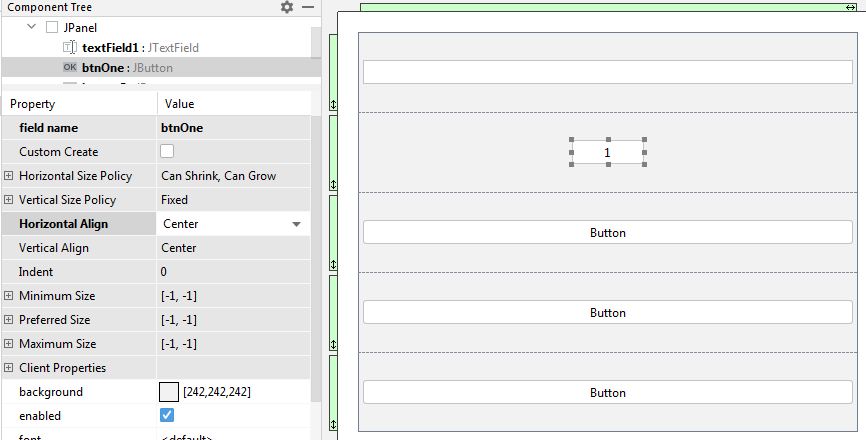 Component Tree
JPanel
textField1 : JTextField
OK btnOne : JButton
Property Value
field name btnOne
Custom Create
Horizontal Size Policy Can Shrink, Can Grow
Vertical Size Policy Fixed
Horizontal Align Center
Vertical Align Center
Indent 0
Minimum Size [-1, -1]
Preferred Size [-1, -1]
Maximum Size [-1, -1]
Client Properties
background [242,242,242]
enabled
font <default>
1
Button
Button
Button